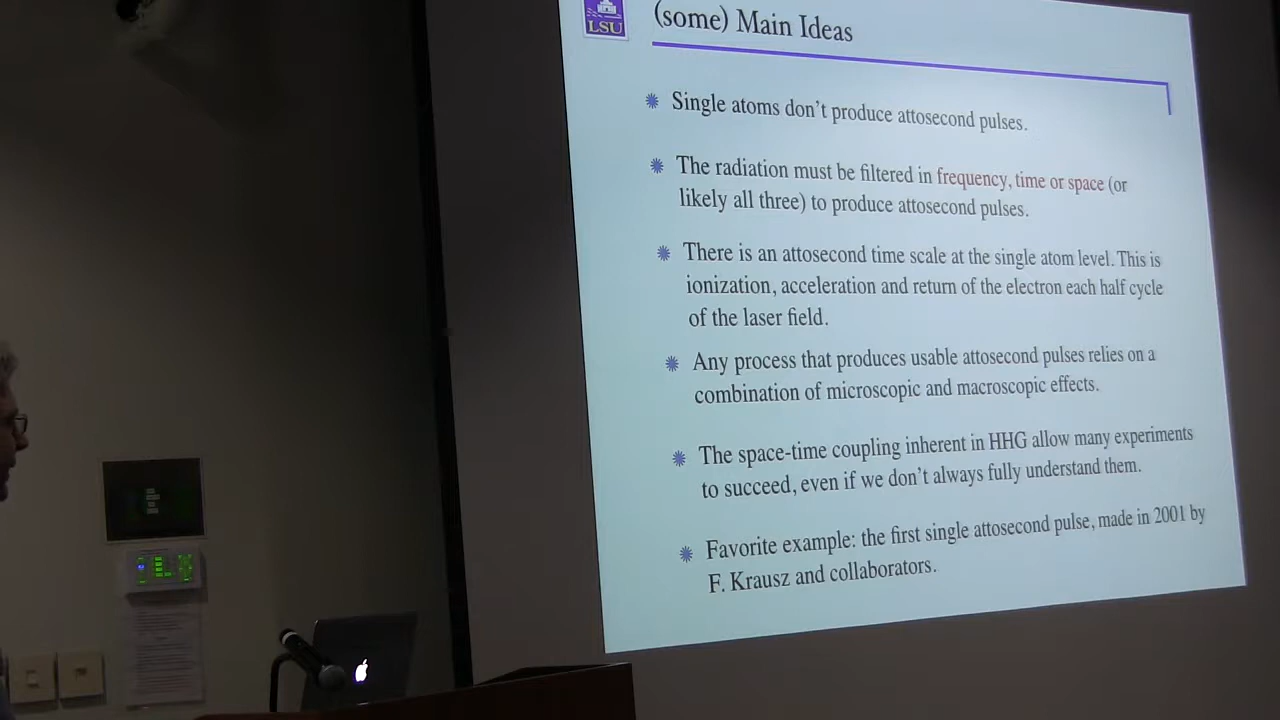 LSU
(some) Main Ideas
Single atoms don't produce attosecond pulses.
The radiation must be filtered in frequency, time or space (or
likely all three) to produce attosecond pulses.
There is an attosecond time scale at the single atom level. This is
ionization, acceleration and return of the electron each half cycle
of the laser field.
Any process that produces usable attosecond pulses relies on a
combination of microscopic and macroscopic effects.
The space-time coupling inherent in HHG allow many experiments
to succeed, even if we don't always fully understand them.
Favorite example: the first single attosecond pulse, made in 2001 by
F. Krausz and collaborators.